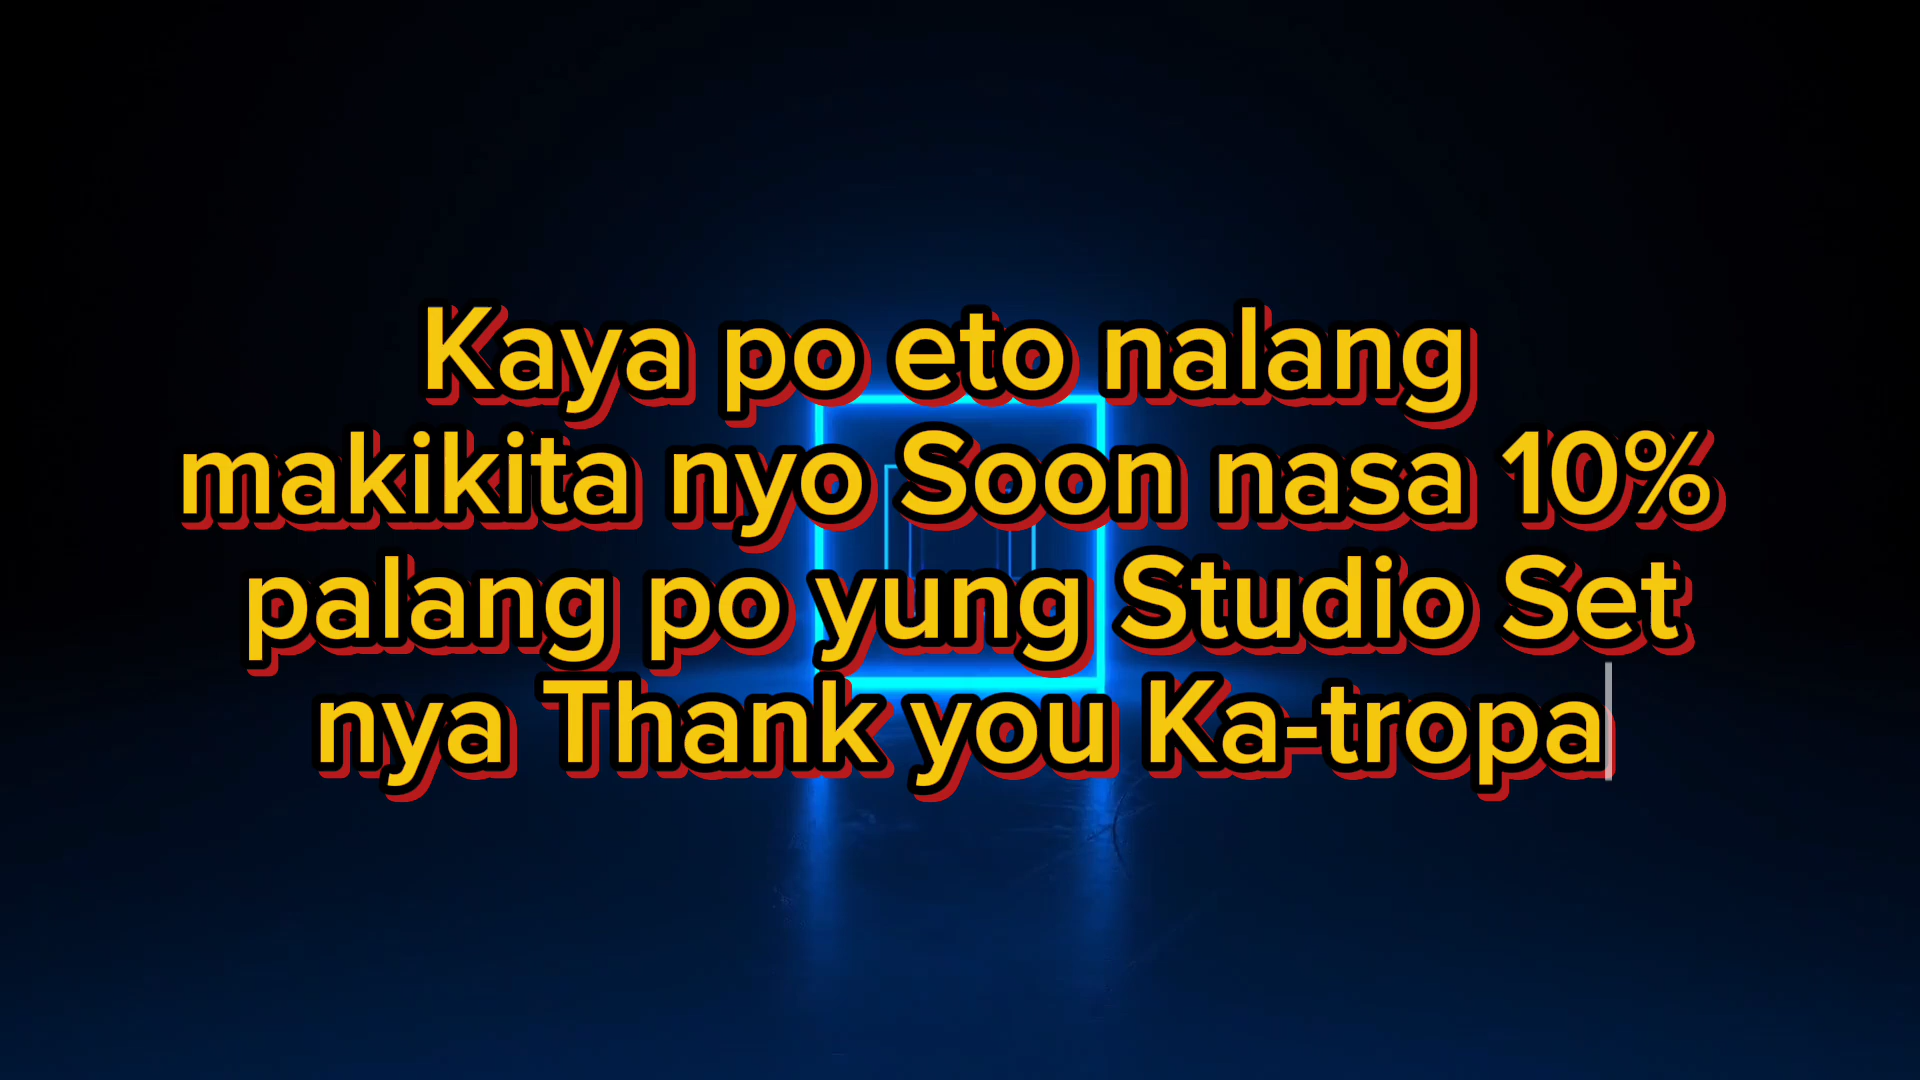 Kaya po eto nalang
makikita nyo Soon nasa 10%
palang po yung Studio Set
nya Thank you Ka-tropa